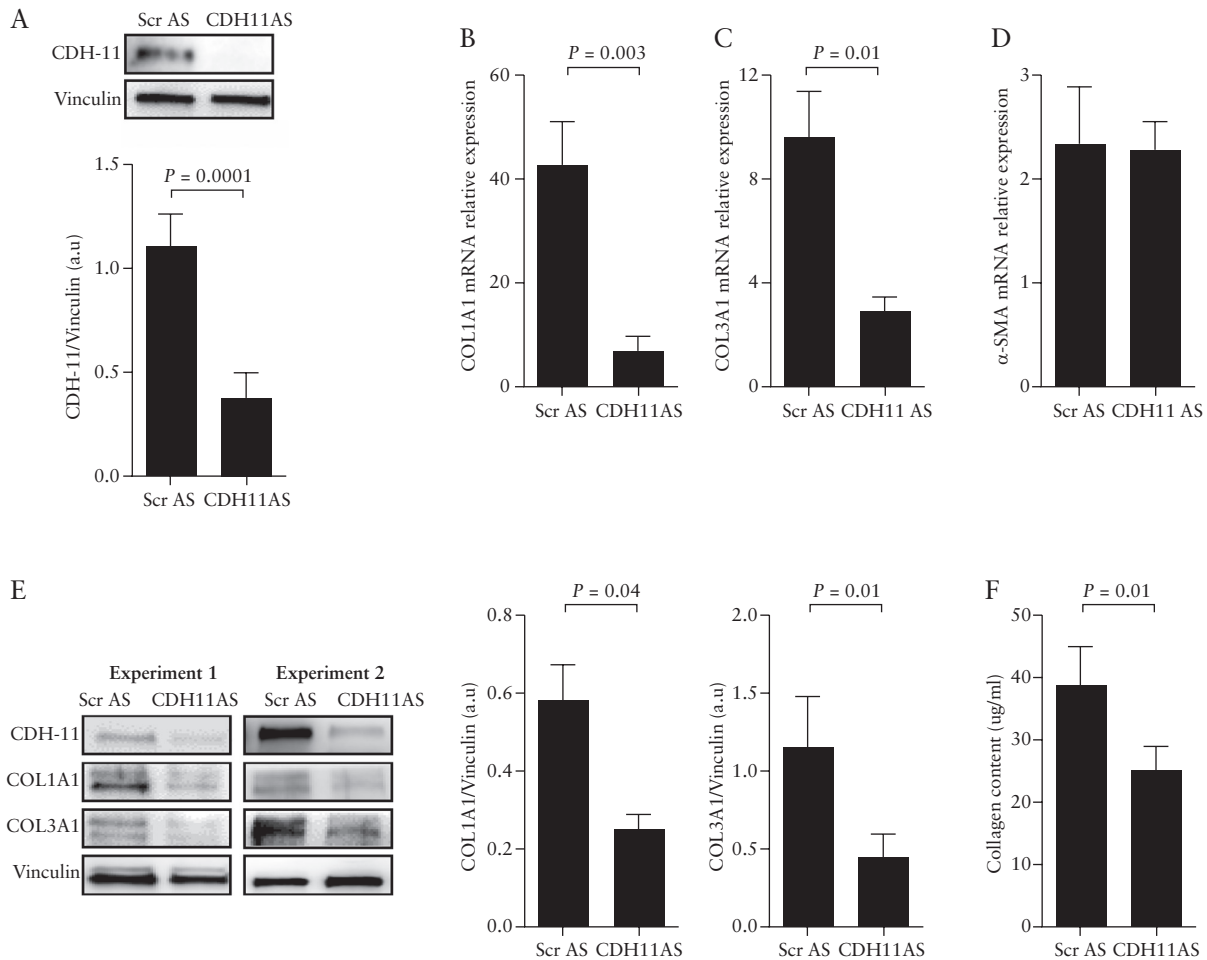 A
Scr AS CDH11AS
CDH-11
Vinculin
P = 0.0001
1.5
1.0
0.5
0.0
CDH-11/Vinculin (a.u)
Scr AS CDH11AS
B
P = 0.003
60
40
20
0
COL1A1 mRNA relative expression
Scr AS CDH11AS
C
P = 0.01
12
9
6
4
0
COL3A1 mRNA relative expression
Scr AS CDH11 AS
D
3
2
1
0
α-SMA mRNA relative expression
Scr AS CDH11 AS
E
Experiment 1 Experiment 2
Scr AS CDH11AS Scr AS CDH11AS
CDH-11
COL1A1
COL3A1
Vinculin
P = 0.04
0.8
0.6
0.4
0.2
0.0
COL1A1/Vinculin (a.u)
Scr AS CDH11AS
P = 0.01
2.0
1.5
1.0
0.5
0.0
COL3A1/Vinculin (a.u)
Scr AS CDH11AS
F
P = 0.01
50
40
30
20
10
0
Collagen content (ug/ml)
Scr AS CDH11AS